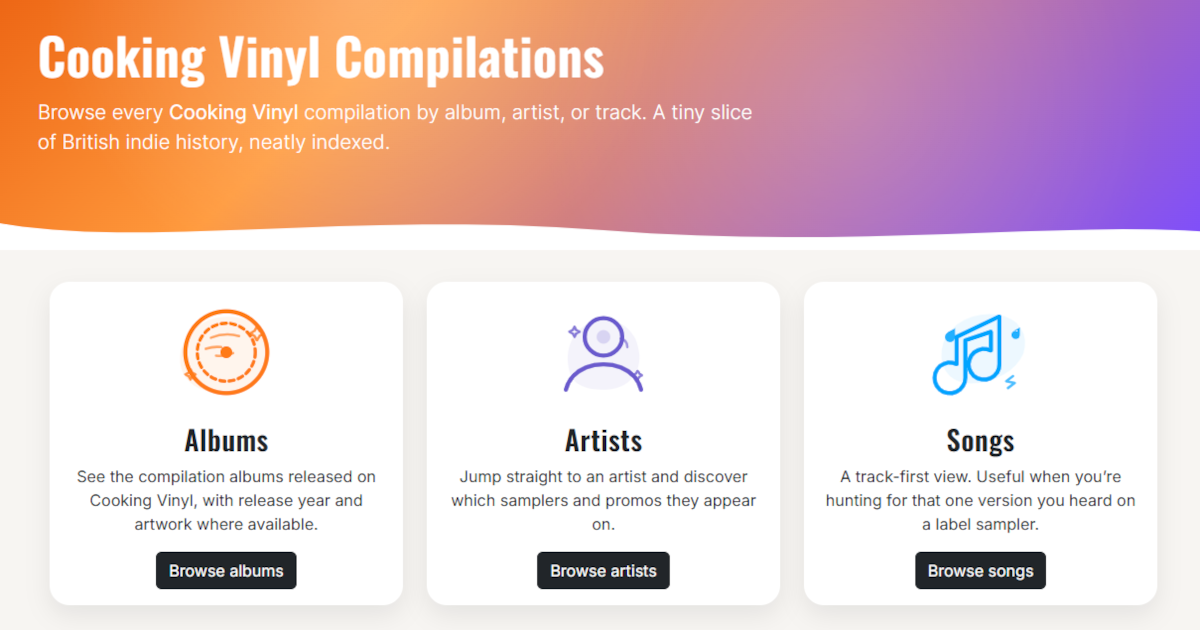 Cooking Vinyl Compilations
Browse every Cooking Vinyl compilation by album, artist, or track. A tiny slice
of British indie history, neatly indexed.
Albums
See the compilation albums released on
Cooking Vinyl, with release year and
artwork where available.
Browse albums
Artists
Jump straight to an artist and discover
which samplers and promos they appear
on.
Browse artists
Songs
A track-first view. Useful when you’re
hunting for that one version you heard on
a label sampler.
Browse songs